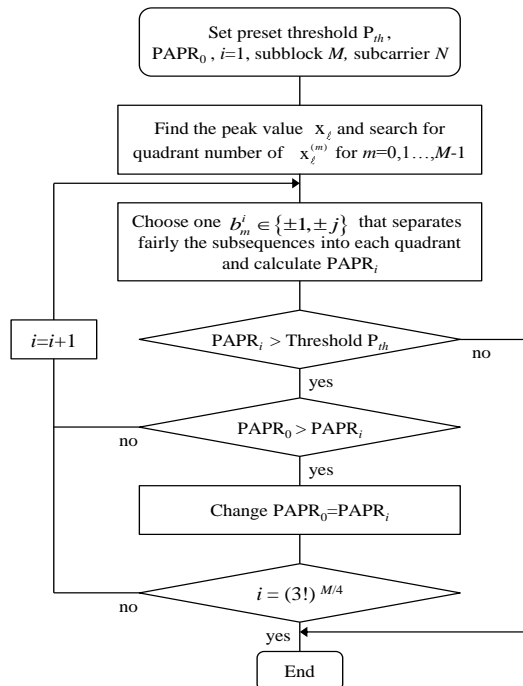 Set preset threshold P_th ,
PAPR_0 , i=1, subblock M, subcarrier N
Find the peak value x_ℓ and search for
quadrant number of x_ℓ^(m) for m=0,1…,M-1
Choose one b_m^i ∈ {±1, ± j} that separates
fairly the subsequences into each quadrant
and calculate PAPR_i
i=i+1
PAPR_i > Threshold P_th
no
yes
PAPR_0 > PAPR_i
no
yes
Change PAPR_0=PAPR_i
i = (3!)^M/4
no
yes
End